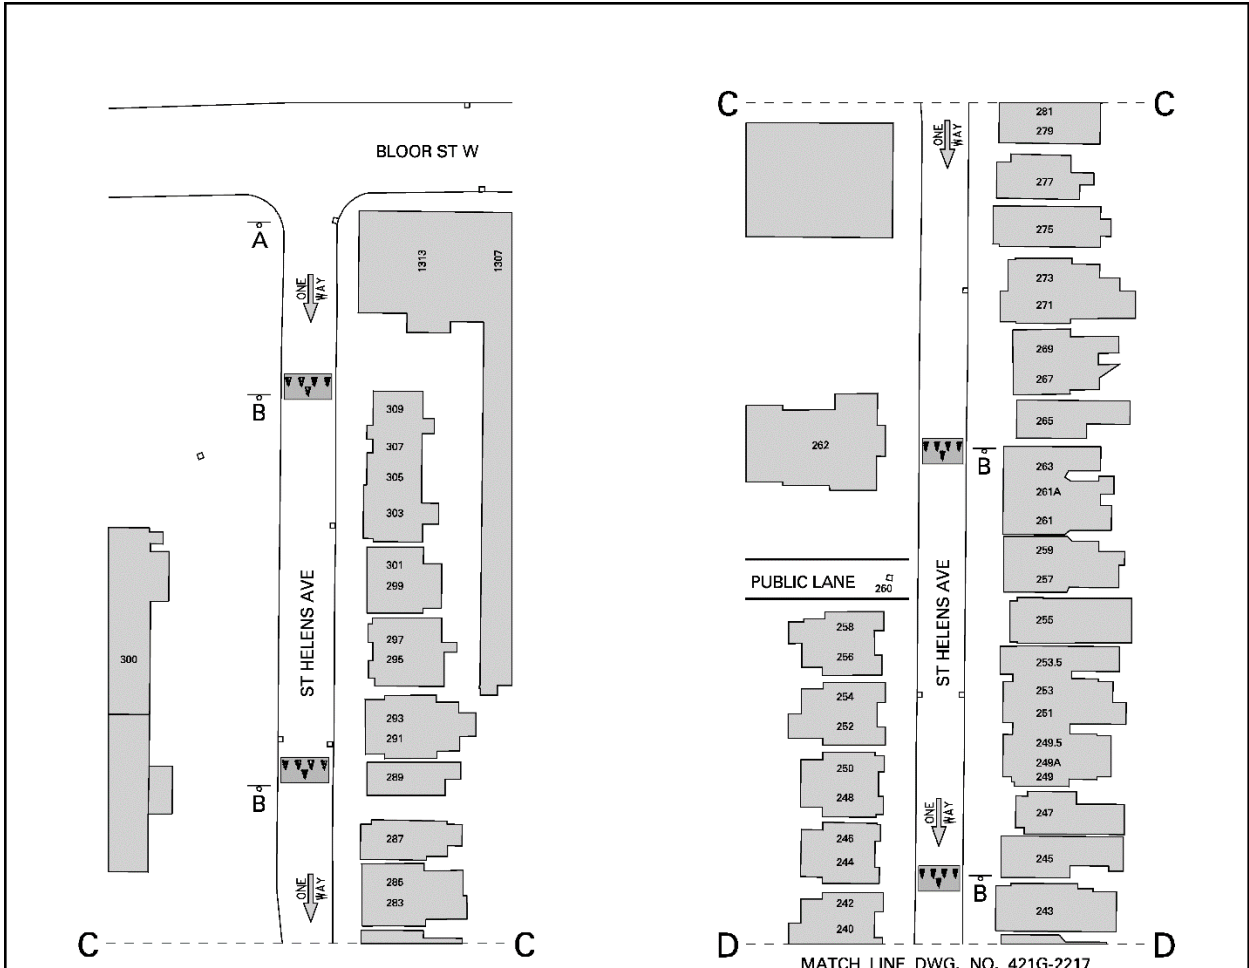 BLOOR ST W
A
ONE WAY
1313
1307
B
309
307
305
303
301
299
297
295
300
ST HELENS AVE
293
291
289
B
287
285
283
ONE WAY
C
C
C
C
ONE WAY
281
279
277
275
273
271
269
267
265
262
B
263
261A
261
259
257
PUBLIC LANE
260
ST HELENS AVE
255
258
256
253.5
253
251
254
252
249.5
249A
249
250
248
247
ONE WAY
246
244
245
B
242
240
243
D
D
MATCH LINE DWG. NO. 421G-2217